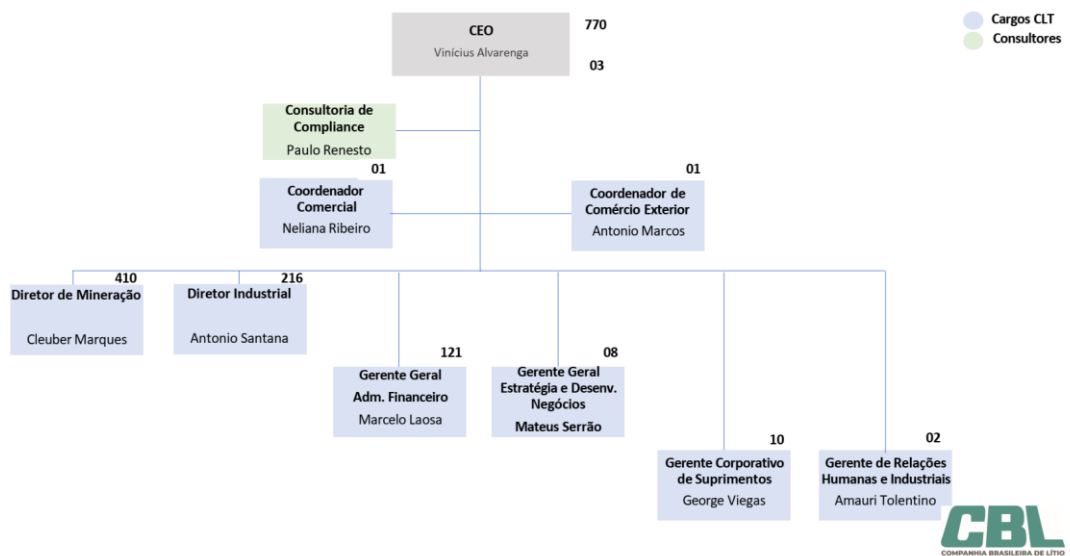 CEO
Vinícius Alvarenga
770
03
Cargos CLT
Consultores
Consultoria de
Compliance
Paulo Renesto
01
Coordenador
Comercial
Neliana Ribeiro
01
Coordenador de
Comércio Exterior
Antonio Marcos
410
Diretor de Mineração
Cleuber Marques
216
Diretor Industrial
Antonio Santana
121
Gerente Geral
Adm. Financeiro
Marcelo Laosa
08
Gerente Geral
Estratégia e Desenv.
Negócios
Mateus Serrão
10
Gerente Corporativo
de Suprimentos
George Viegas
02
Gerente de Relações
Humanas e Industriais
Amauri Tolentino
CBL
COMPANHIA BRASILEIRA DE LÍTIO